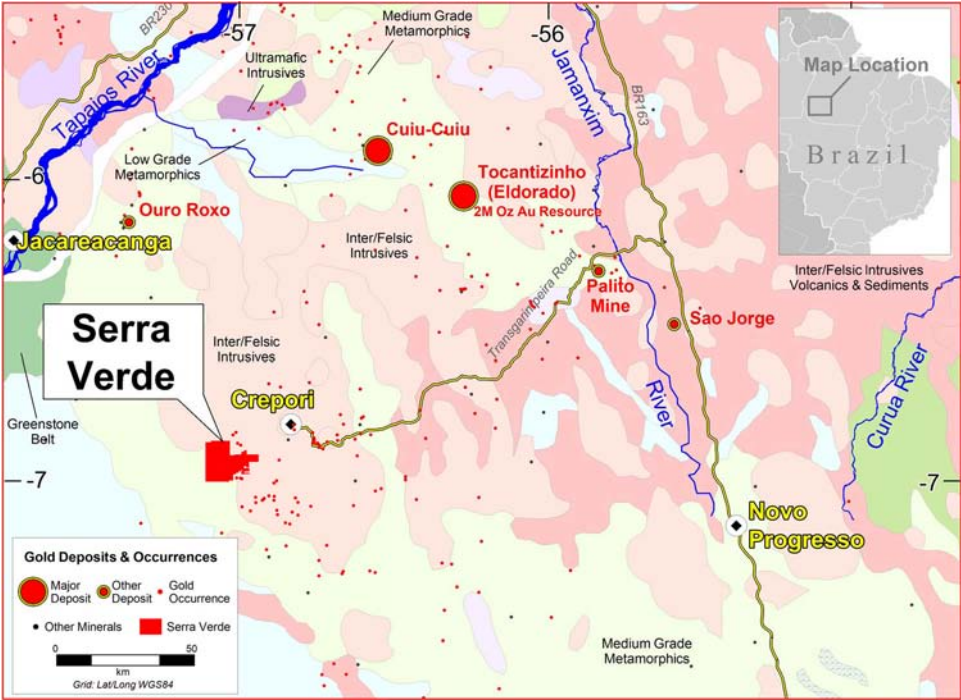 BR230
-57
-56
Medium Grade
Metamorphics
Ultramafic
Intrusives
Tapaios River
Jamanxim
BR163
Map Location
Brazil
Low Grade
Metamorphics
Cuiu-Cuiu
-6
Tocantizinho
(Eldorado)
2M Oz Au Resource
Ouro Roxo
Jacareacanga
Inter/Felsic
Intrusives
Transgarimpeira Road
Palito
Mine
Inter/Felsic Intrusives
Volcanics & Sediments
Sao Jorge
Serra
Verde
Inter/Felsic
Intrusives
Crepori
River
Curua River
Greenstone
Belt
-7
-7
Novo
Progresso
Gold Deposits & Occurrences
Major
Deposit
Other
Deposit
Gold
Occurrence
Other Minerals
Serra Verde
0
50
km
Grid: Lat/Long WGS84
Medium Grade
Metamorphics